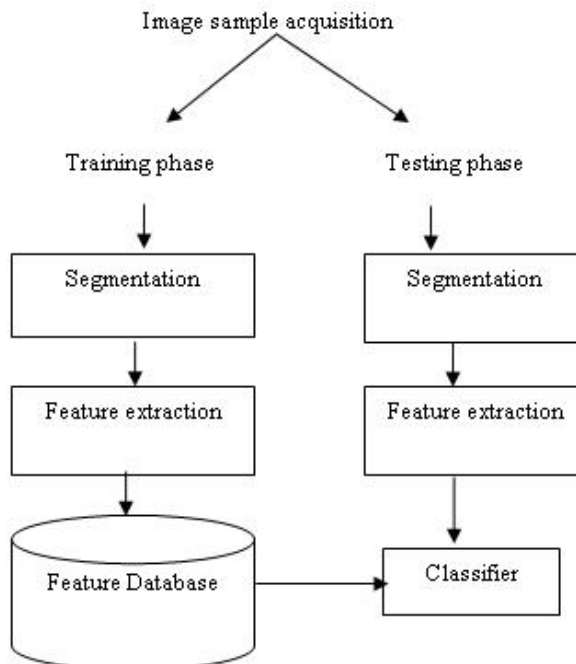 Image sample acquisition
Training phase
Testing phase
Segmentation
Segmentation
Feature extraction
Feature extraction
Feature Database
Classifier